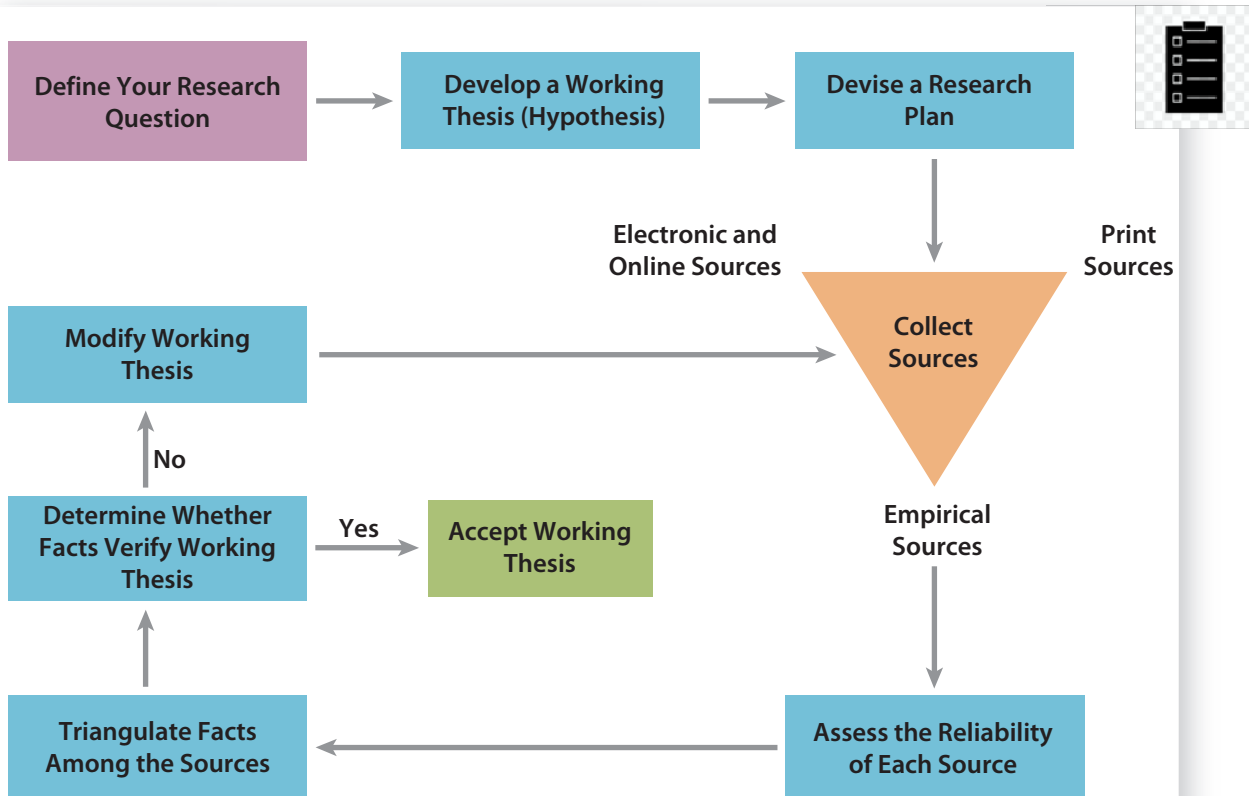 Define Your Research
Question
Develop a Working
Thesis (Hypothesis)
Devise a Research
Plan
Electronic and
Online Sources
Print
Sources
Collect
Sources
Modify Working
Thesis
No
Determine Whether
Facts Verify Working
Thesis
Yes
Accept Working
Thesis
Empirical
Sources
Triangulate Facts
Among the Sources
Assess the Reliability
of Each Source